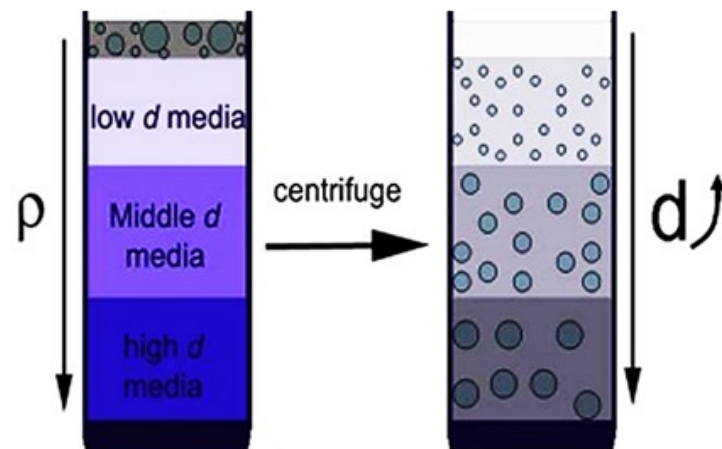 low d media
ρ
centrifuge
Middle d
media
d
high d
media